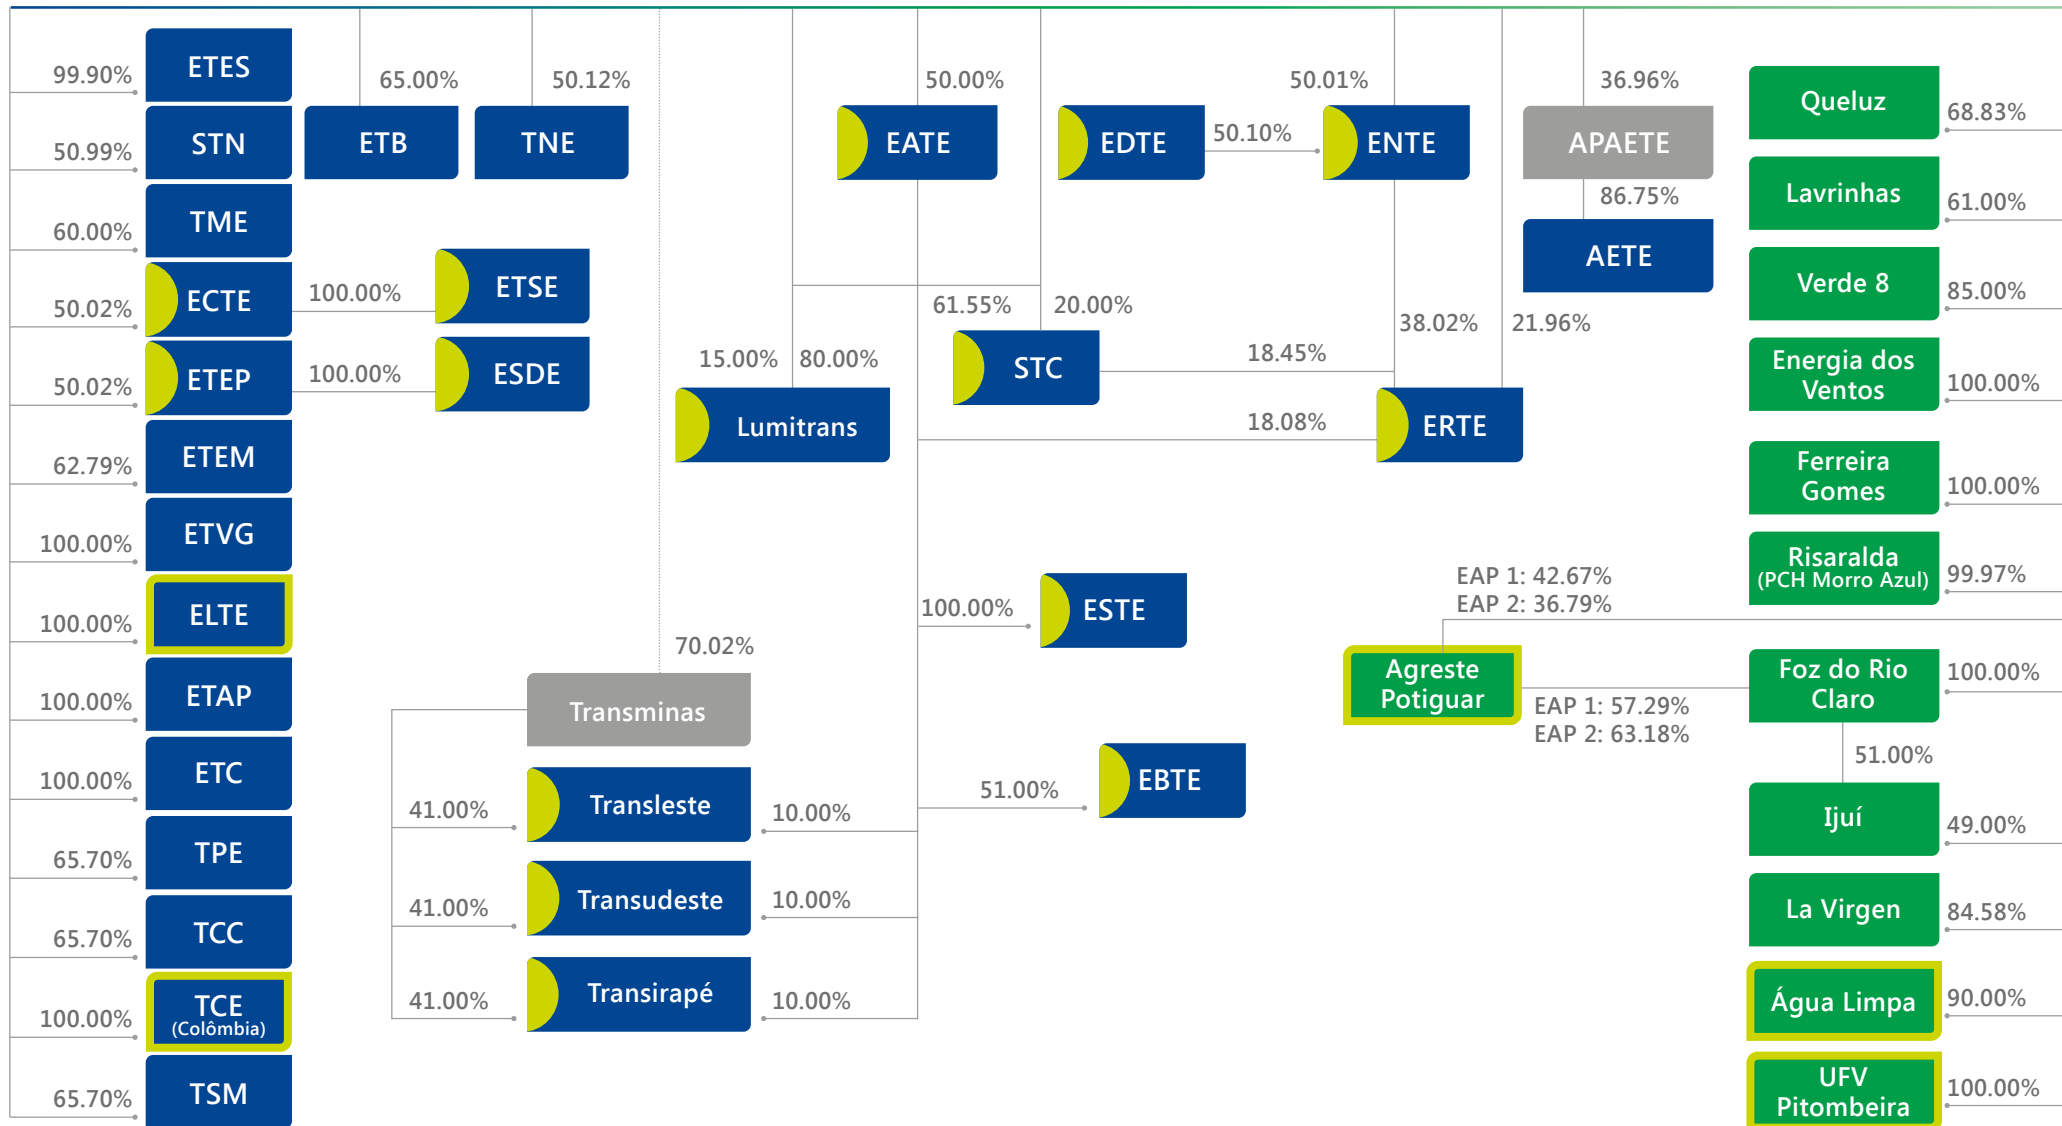 99.90%
ETES
50.99%
STN
60.00%
TME
50.02%
ECTE
100.00%
ETSE
50.02%
ETEP
100.00%
ESDE
62.79%
ETEM
100.00%
ETVG
100.00%
ELTE
100.00%
ETAP
100.00%
ETC
65.70%
TPE
65.70%
TCC
100.00%
TCE
(Colômbia)
65.70%
TSM
65.00%
ETB
50.12%
TNE
70.02%
Transminas
41.00%
Transleste
10.00%
41.00%
Transudeste
10.00%
41.00%
Transirapé
10.00%
15.00%
80.00%
Lumitrans
50.00%
EATE
EDTE
50.10%
50.01%
ENTE
61.55%
20.00%
STC
18.45%
38.02%
21.96%
18.08%
ERTE
100.00%
ESTE
51.00%
EBTE
36.96%
APAETE
86.75%
AETE
Queluz
68.83%
Lavrinhas
61.00%
Verde 8
85.00%
Energia dos
Ventos
100.00%
Ferreira
Gomes
100.00%
Risaralda
(PCH Morro Azul)
99.97%
EAP 1: 42.67%
EAP 2: 36.79%
Agreste
Potiguar
EAP 1: 57.29%
EAP 2: 63.18%
Foz do Rio
Claro
100.00%
51.00%
Ijuí
49.00%
La Virgen
84.58%
Água Limpa
90.00%
UFV
Pitombeira
100.00%